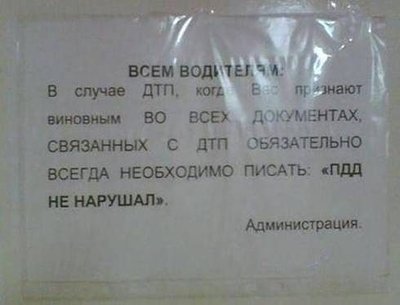 ВСЕМ ВОДИТЕЛЯМ!
В случае ДТП, когда Вас признают
виновным ВО ВСЕХ ДОКУМЕНТАХ,
СВЯЗАННЫХ С ДТП ОБЯЗАТЕЛЬНО
ВСЕГДА НЕОБХОДИМО ПИСАТЬ: «ПДД
НЕ НАРУШАЛ».
Администрация.